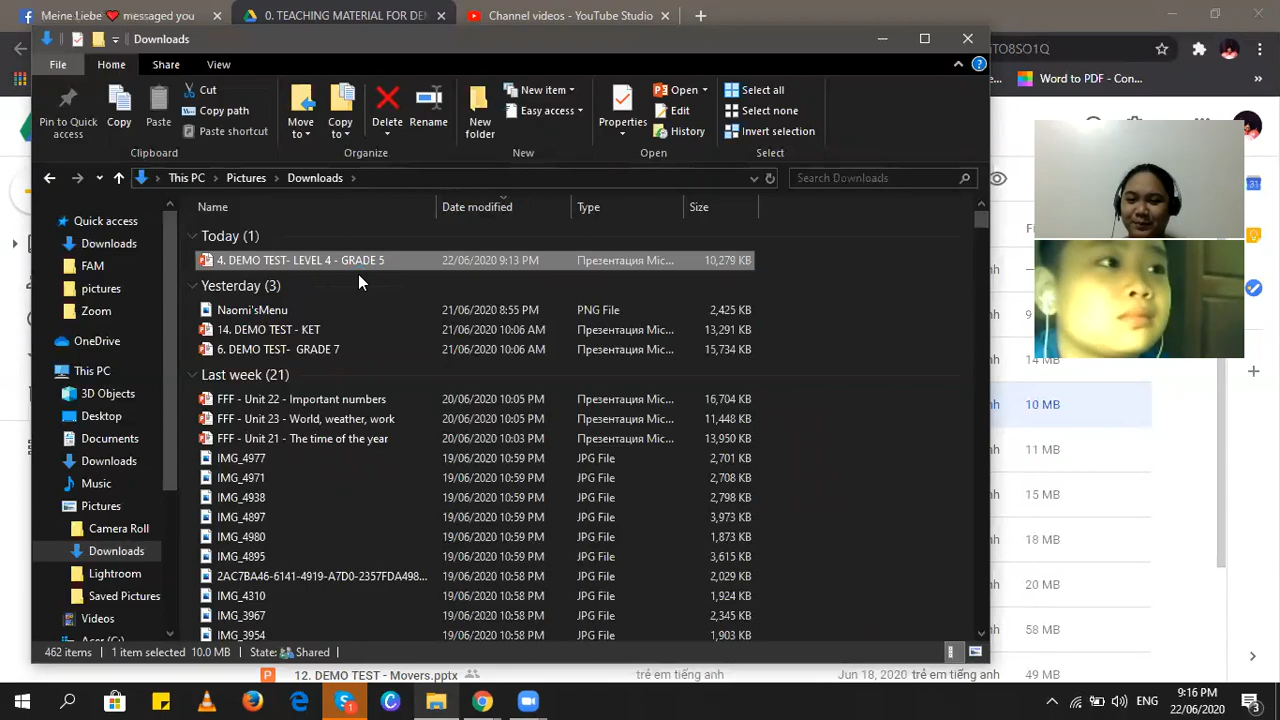 Meine Liebe ❤ messaged you
0. TEACHING MATERIAL FOR DE
Channel videos - YouTube Studio
Downloads
File
Home
Share
View
Pin to Quick access
Copy
Paste
Cut
Copy path
Paste shortcut
Move to
Copy to
Delete
Rename
New folder
New item
Easy access
Properties
Open
Edit
History
Select all
Select none
Invert selection
Clipboard
Organize
New
Open
Select
This PC > Pictures > Downloads >
Search Downloads
Name Date modified Type Size
Today (1)
4. DEMO TEST- LEVEL 4 - GRADE 5 22/06/2020 9:13 PM Презентация Mic... 10,279 KB
Yesterday (3)
Naomi'sMenu 21/06/2020 8:55 PM PNG File 2,425 KB
14. DEMO TEST - KET 21/06/2020 10:06 AM Презентация Mic... 13,291 KB
6. DEMO TEST- GRADE 7 21/06/2020 10:06 AM Презентация Mic... 15,734 KB
Last week (21)
FFF - Unit 22 - Important numbers 20/06/2020 10:05 PM Презентация Mic... 16,704 KB
FFF - Unit 23 - World, weather, work 20/06/2020 10:05 PM Презентация Mic... 11,448 KB
FFF - Unit 21 - The time of the year 20/06/2020 10:03 PM Презентация Mic... 13,950 KB
IMG_4977 19/06/2020 10:59 PM JPG File 2,701 KB
IMG_4971 19/06/2020 10:59 PM JPG File 2,708 KB
IMG_4938 19/06/2020 10:59 PM JPG File 2,798 KB
IMG_4897 19/06/2020 10:59 PM JPG File 3,973 KB
IMG_4980 19/06/2020 10:59 PM JPG File 1,873 KB
IMG_4895 19/06/2020 10:59 PM JPG File 3,615 KB
2AC7BA46-6141-4919-A7D0-2357FDA498... 19/06/2020 10:58 PM JPG File 2,029 KB
IMG_4310 19/06/2020 10:58 PM JPG File 1,924 KB
IMG_3967 19/06/2020 10:58 PM JPG File 2,345 KB
IMG_3954 19/06/2020 10:58 PM JPG File 1,903 KB
Quick access
Downloads
FAM
pictures
Zoom
OneDrive
This PC
3D Objects
Desktop
Documents
Downloads
Music
Pictures
Camera Roll
Downloads
Lightroom
Saved Pictures
Videos
462 items 1 item selected 10.0 MB State: Shared
TO8SO1Q
Word to PDF - Con...
10 MB
11 MB
15 MB
18 MB
20 MB
58 MB
49 MB
12. DEMO TEST - Movers.pptx trẻ em tiếng anh Jun 18, 2020 trẻ em tiếng anh
ENG
9:16 PM
22/06/2020
3